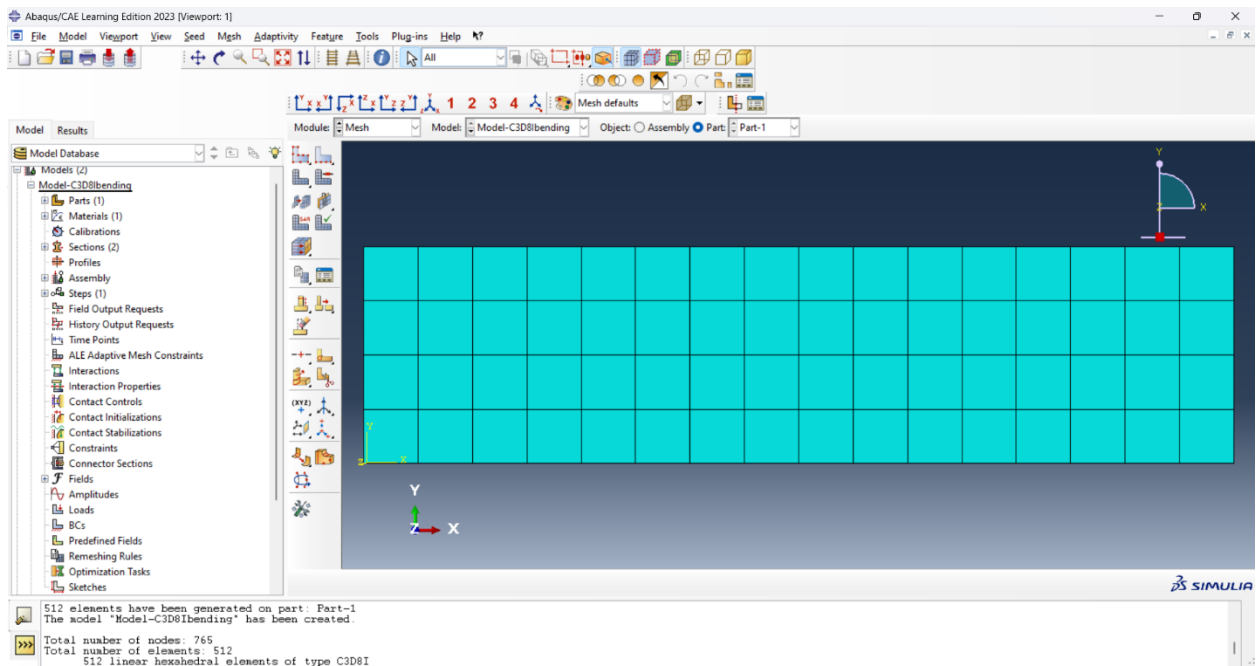 Abaqus/CAE Learning Edition 2023 [Viewport: 1]
File Model Viewport View Seed Mesh Adaptivity Feature Tools Plug-ins Help
All
1 2 3 4 Mesh defaults
Model Results
Module: Mesh Model: Model-C3D8Ibending Object: Assembly Part: Part-1
Model Database
Models (2)
Model-C3D8Ibending
Parts (1)
Materials (1)
Calibrations
Sections (2)
Profiles
Assembly
Steps (1)
Field Output Requests
History Output Requests
Time Points
ALE Adaptive Mesh Constraints
Interactions
Interaction Properties
Contact Controls
Contact Initializations
Contact Stabilizations
Constraints
Connector Sections
Fields
Amplitudes
Loads
BCs
Predefined Fields
Remeshing Rules
Optimization Tasks
Sketches
(XYZ)
Y
Z X
Y
Z X
Y
Z X
SIMULIA
512 elements have been generated on part: Part-1
The model "Model-C3D8Ibending" has been created.
Total number of nodes: 765
Total number of elements: 512
512 linear hexahedral elements of type C3D8I